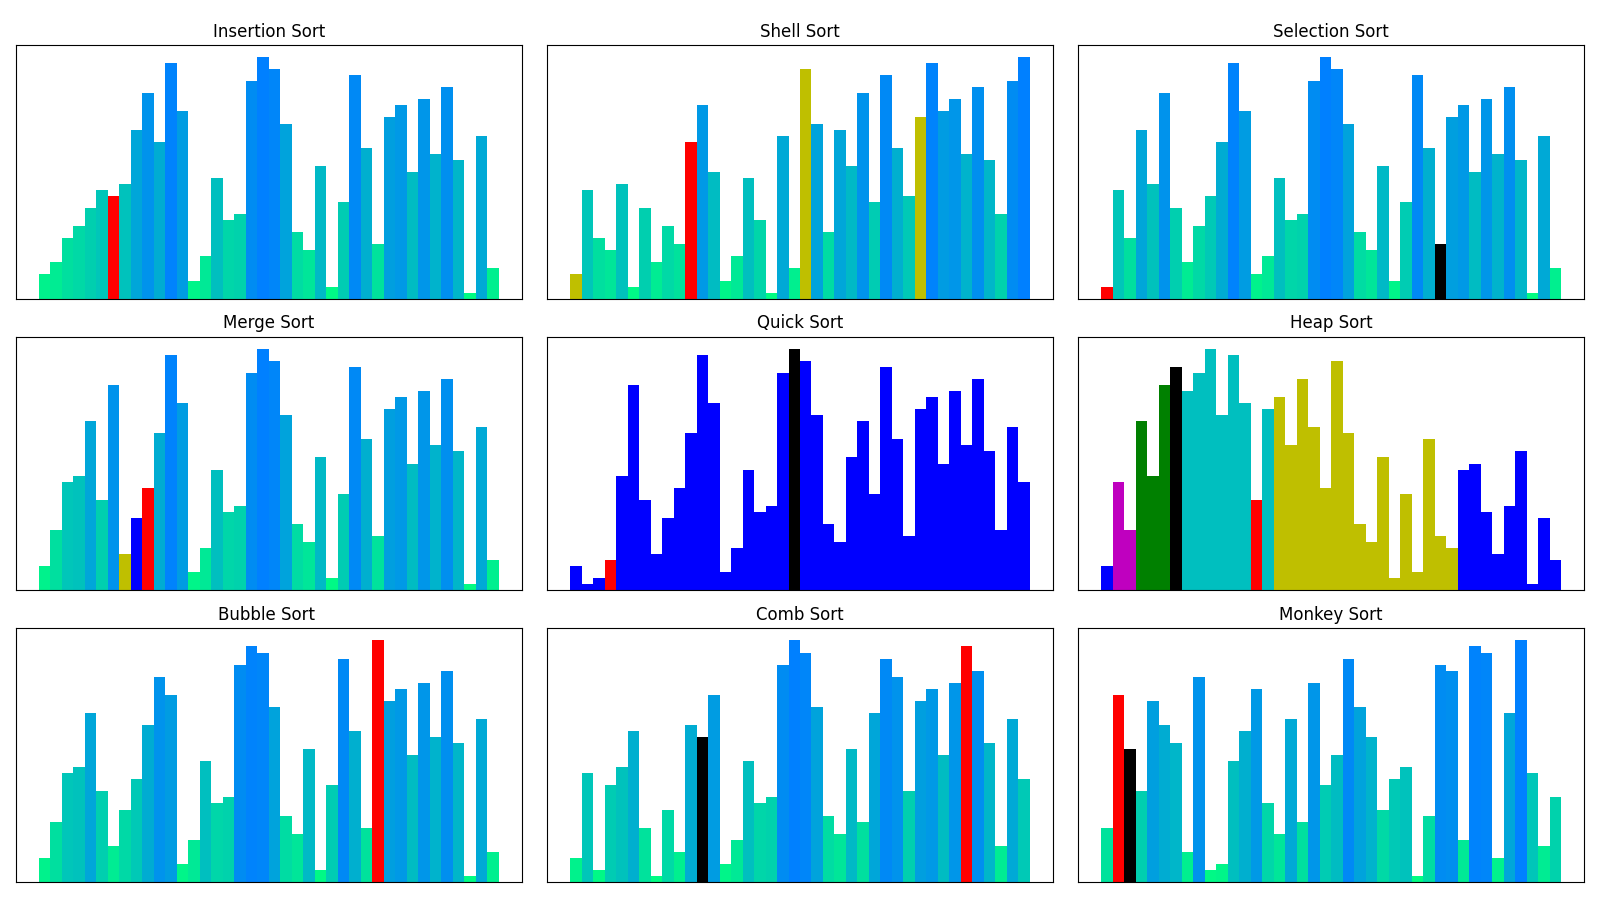 Insertion Sort
Shell Sort
Selection Sort
Merge Sort
Quick Sort
Heap Sort
Bubble Sort
Comb Sort
Monkey Sort